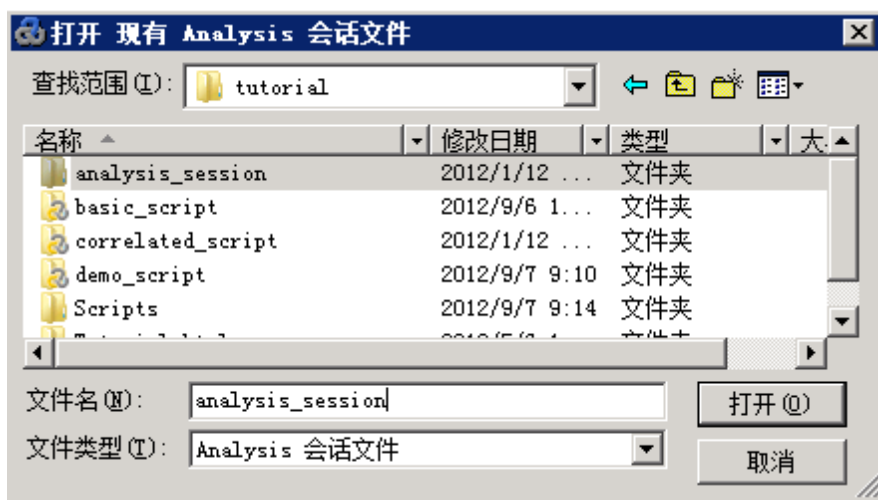 打开 现有 Analysis 会话文件
查找范围(I): tutorial
名称 修改日期 类型 大
analysis_session 2012/1/12 ... 文件夹
basic_script 2012/9/6 1... 文件夹
correlated_script 2012/1/12 ... 文件夹
demo_script 2012/9/7 9:10 文件夹
Scripts 2012/9/7 9:14 文件夹
文件名(N): analysis_session
打开(O)
文件类型(T): Analysis 会话文件
取消